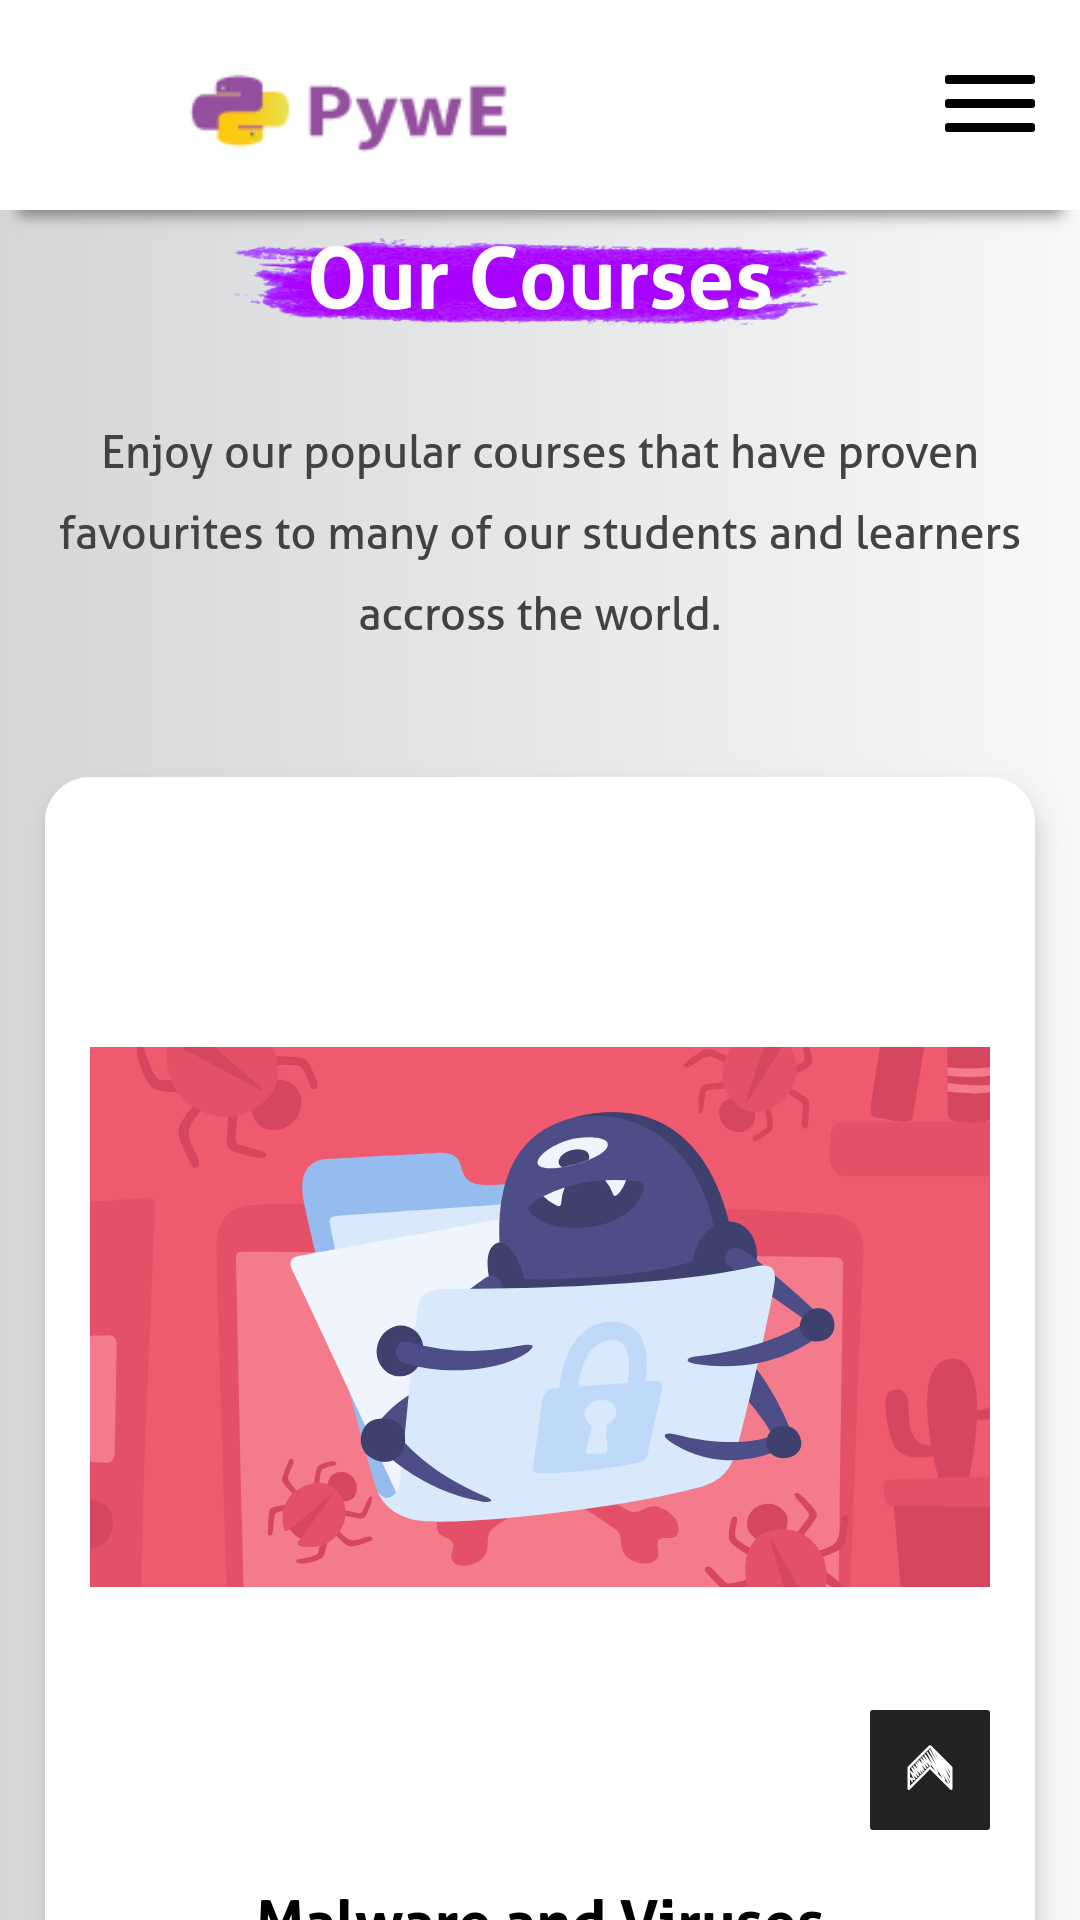 PywE
Our Courses
Enjoy our popular courses that have proven
favourites to many of our students and learners
accross the world.
Malware and Viruses